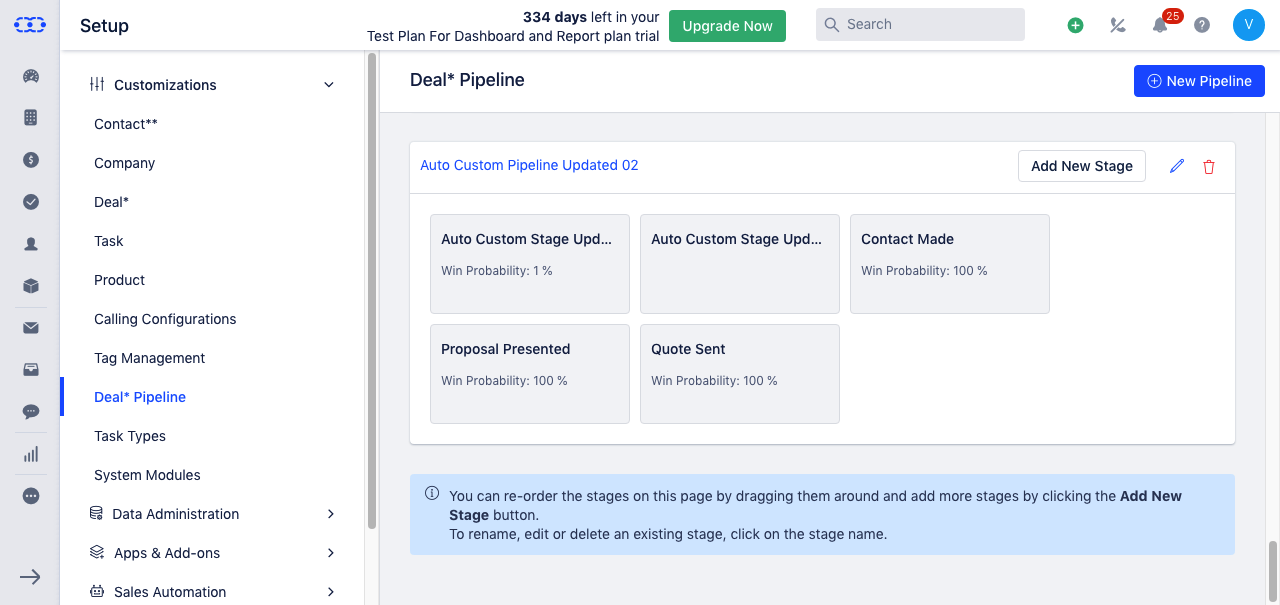 Setup
334 days left in your
Test Plan For Dashboard and Report plan trial
Upgrade Now
Search
25
V
Customizations
Contact**
Company
Deal*
Task
Product
Calling Configurations
Tag Management
Deal* Pipeline
Task Types
System Modules
Data Administration
Apps & Add-ons
Sales Automation
Deal* Pipeline
New Pipeline
Auto Custom Pipeline Updated 02
Add New Stage
Auto Custom Stage Upd...
Win Probability: 1 %
Auto Custom Stage Upd...
Contact Made
Win Probability: 100 %
Proposal Presented
Win Probability: 100 %
Quote Sent
Win Probability: 100 %
You can re-order the stages on this page by dragging them around and add more stages by clicking the Add New
Stage button.
To rename, edit or delete an existing stage, click on the stage name.